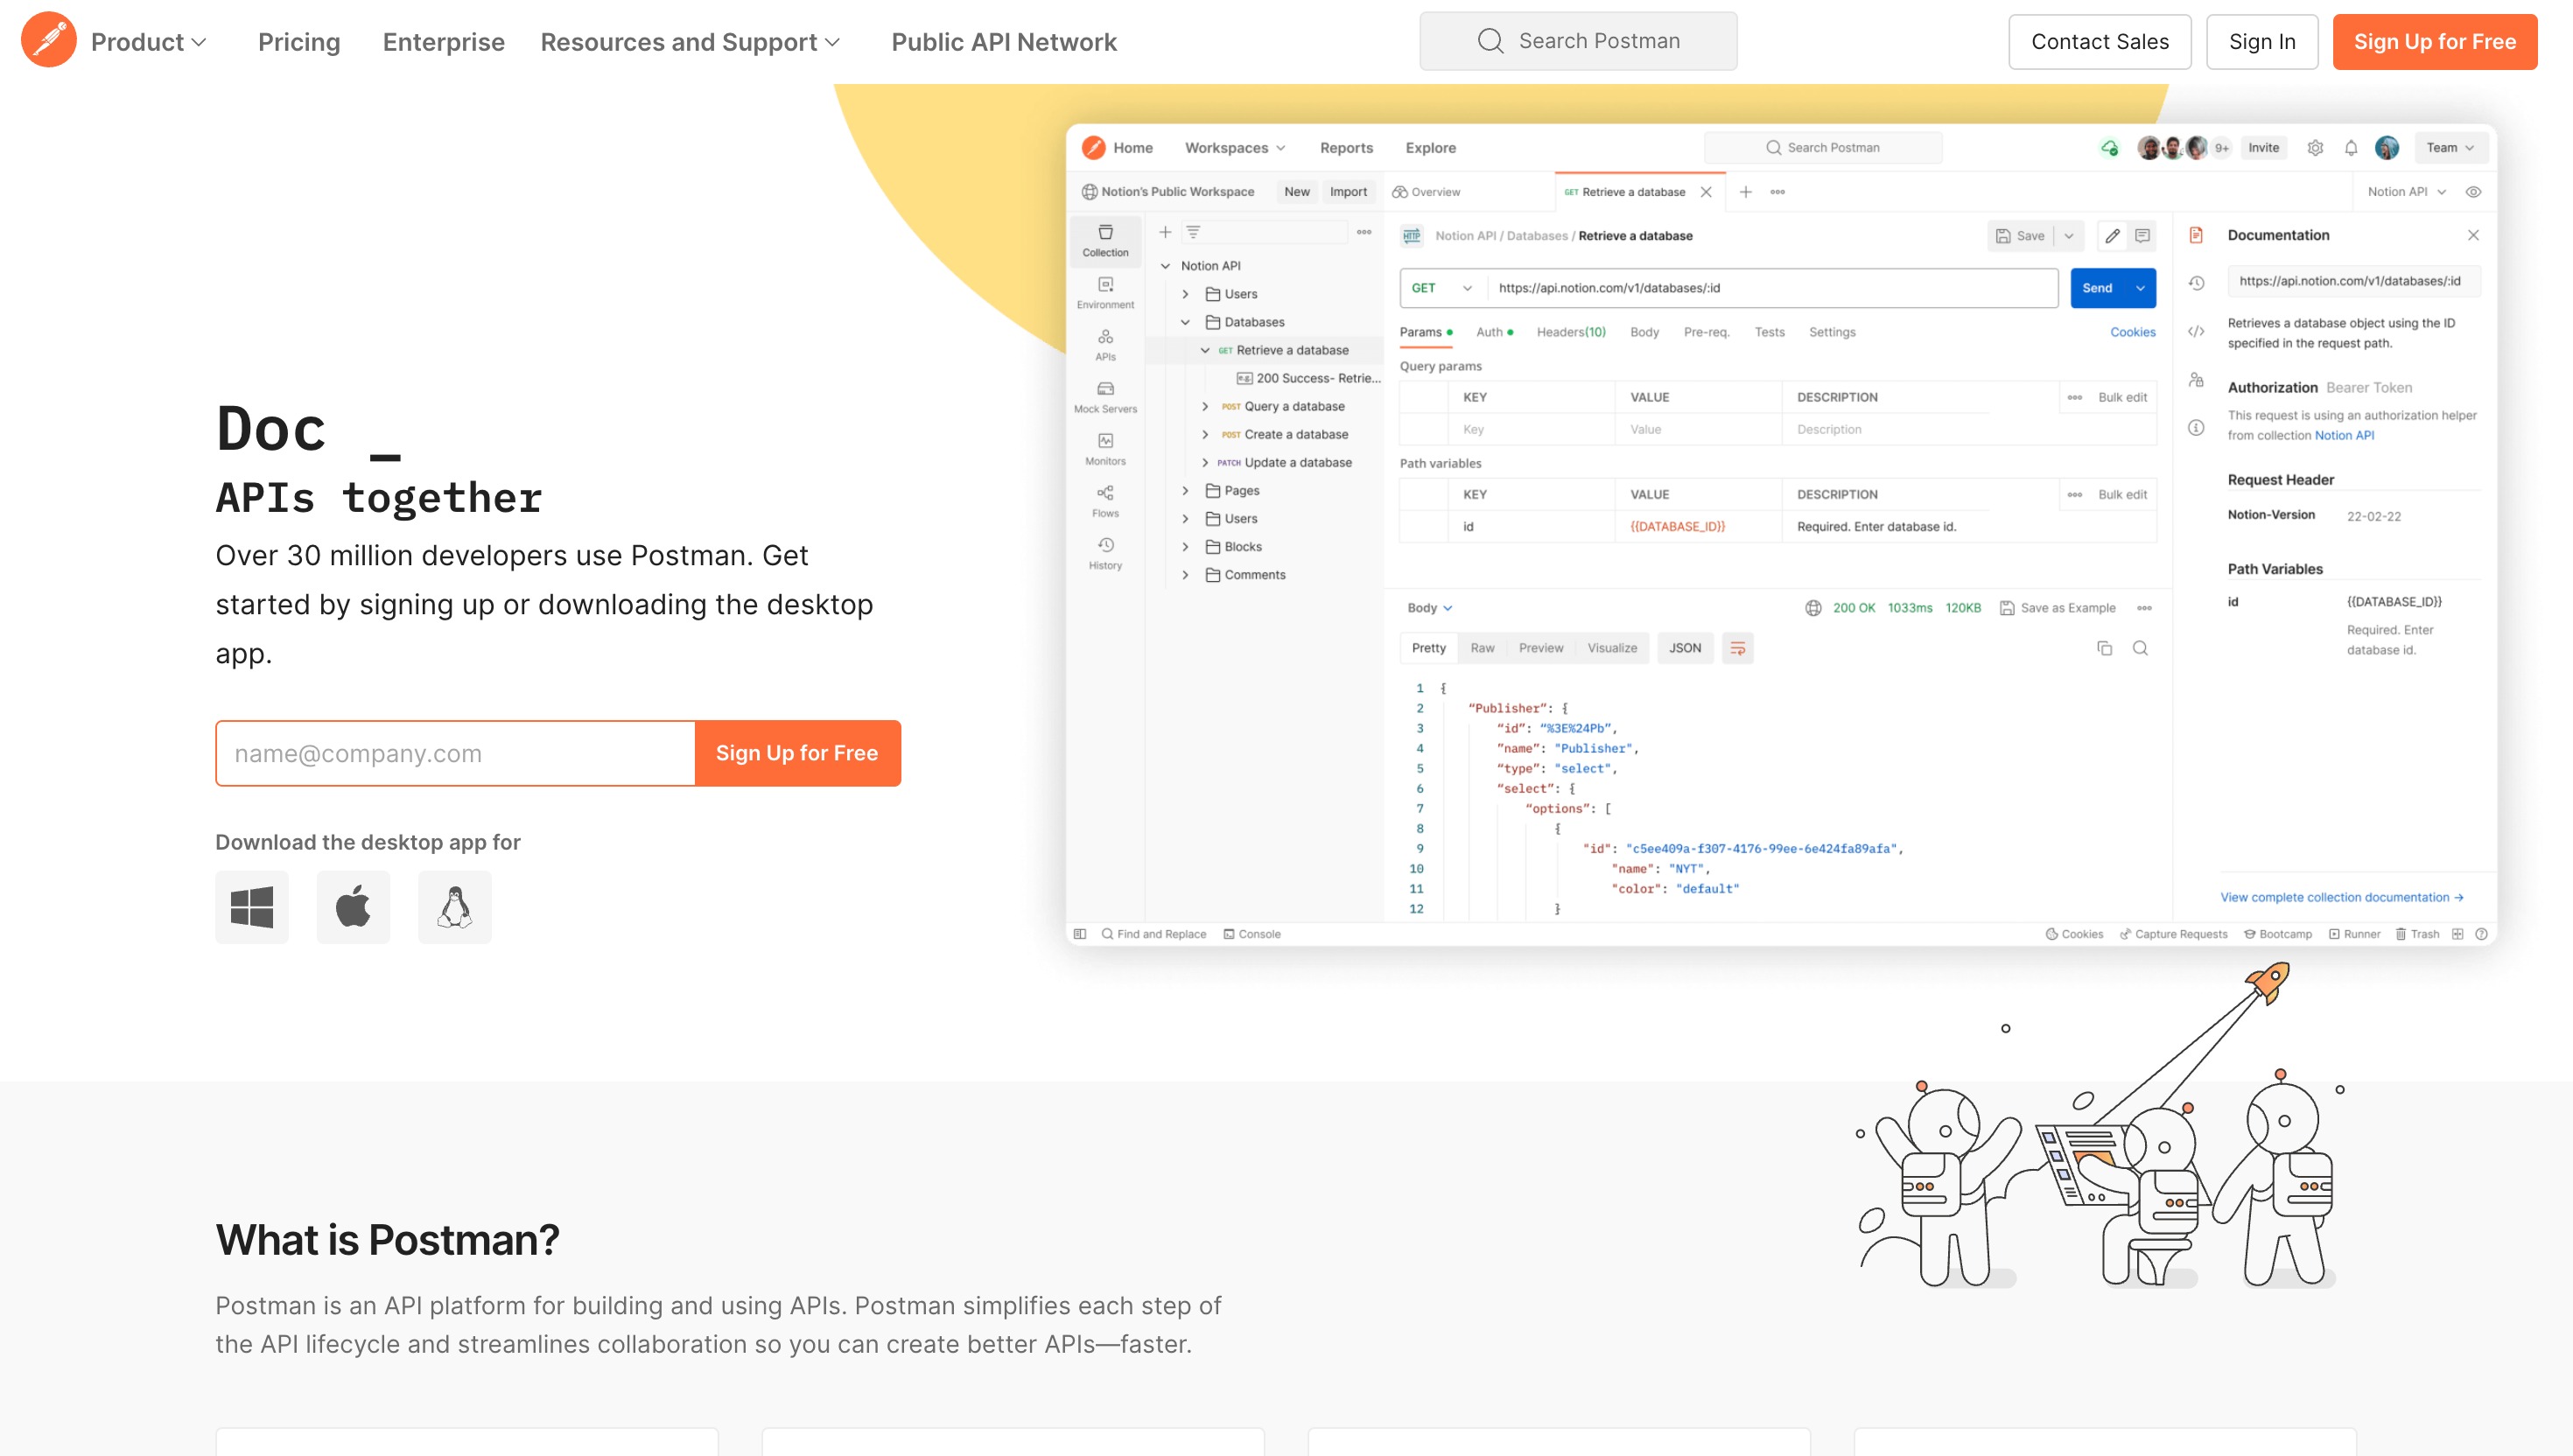 Product
Pricing
Enterprise
Resources and Support
Public API Network
Search Postman
Contact Sales
Sign In
Sign Up for Free
Doc _
APIs together
Over 30 million developers use Postman. Get
started by signing up or downloading the desktop
app.
name@company.com
Sign Up for Free
Download the desktop app for
Home
Workspaces
Reports
Explore
Search Postman
9+
Invite
Team
Notion's Public Workspace
New
Import
Overview
GET Retrieve a database
Notion API
Collection
Environment
APIs
Mock Servers
Monitors
Flows
History
Notion API
Users
Databases
GET Retrieve a database
e.g. 200 Success- Retrie...
POST Query a database
POST Create a database
PATCH Update a database
Pages
Users
Blocks
Comments
HTTP
Notion API / Databases / Retrieve a database
Save
GET
https://api.notion.com/v1/databases/:id
Send
Params
Auth
Headers(10)
Body
Pre-req.
Tests
Settings
Cookies
Query params
KEY VALUE DESCRIPTION Bulk edit
Key Value Description
Path variables
KEY VALUE DESCRIPTION Bulk edit
id {{DATABASE_ID}} Required. Enter database id.
Body
200 OK 1033ms 120KB Save as Example
Pretty Raw Preview Visualize JSON
1 {
2 “Publisher”: {
3 “id”: “%3E%24Pb”,
4 ”name”: "Publisher”,
5 ”type”: "select”,
6 “select”: {
7 “options”: [
8 {
9 "id": "c5ee409a-f307-4176-99ee-6e424fa89afa",
10 "name": "NYT",
11 "color": "default"
12 }
Documentation
https://api.notion.com/v1/databases/:id
Retrieves a database object using the ID
specified in the request path.
Authorization Bearer Token
This request is using an authorization helper
from collection Notion API
Request Header
Notion-Version 22-02-22
Path Variables
id {{DATABASE_ID}}
Required. Enter
database id.
View complete collection documentation →
Find and Replace
Console
Cookies
Capture Requests
Bootcamp
Runner
Trash
What is Postman?
Postman is an API platform for building and using APIs. Postman simplifies each step of
the API lifecycle and streamlines collaboration so you can create better APIs—faster.